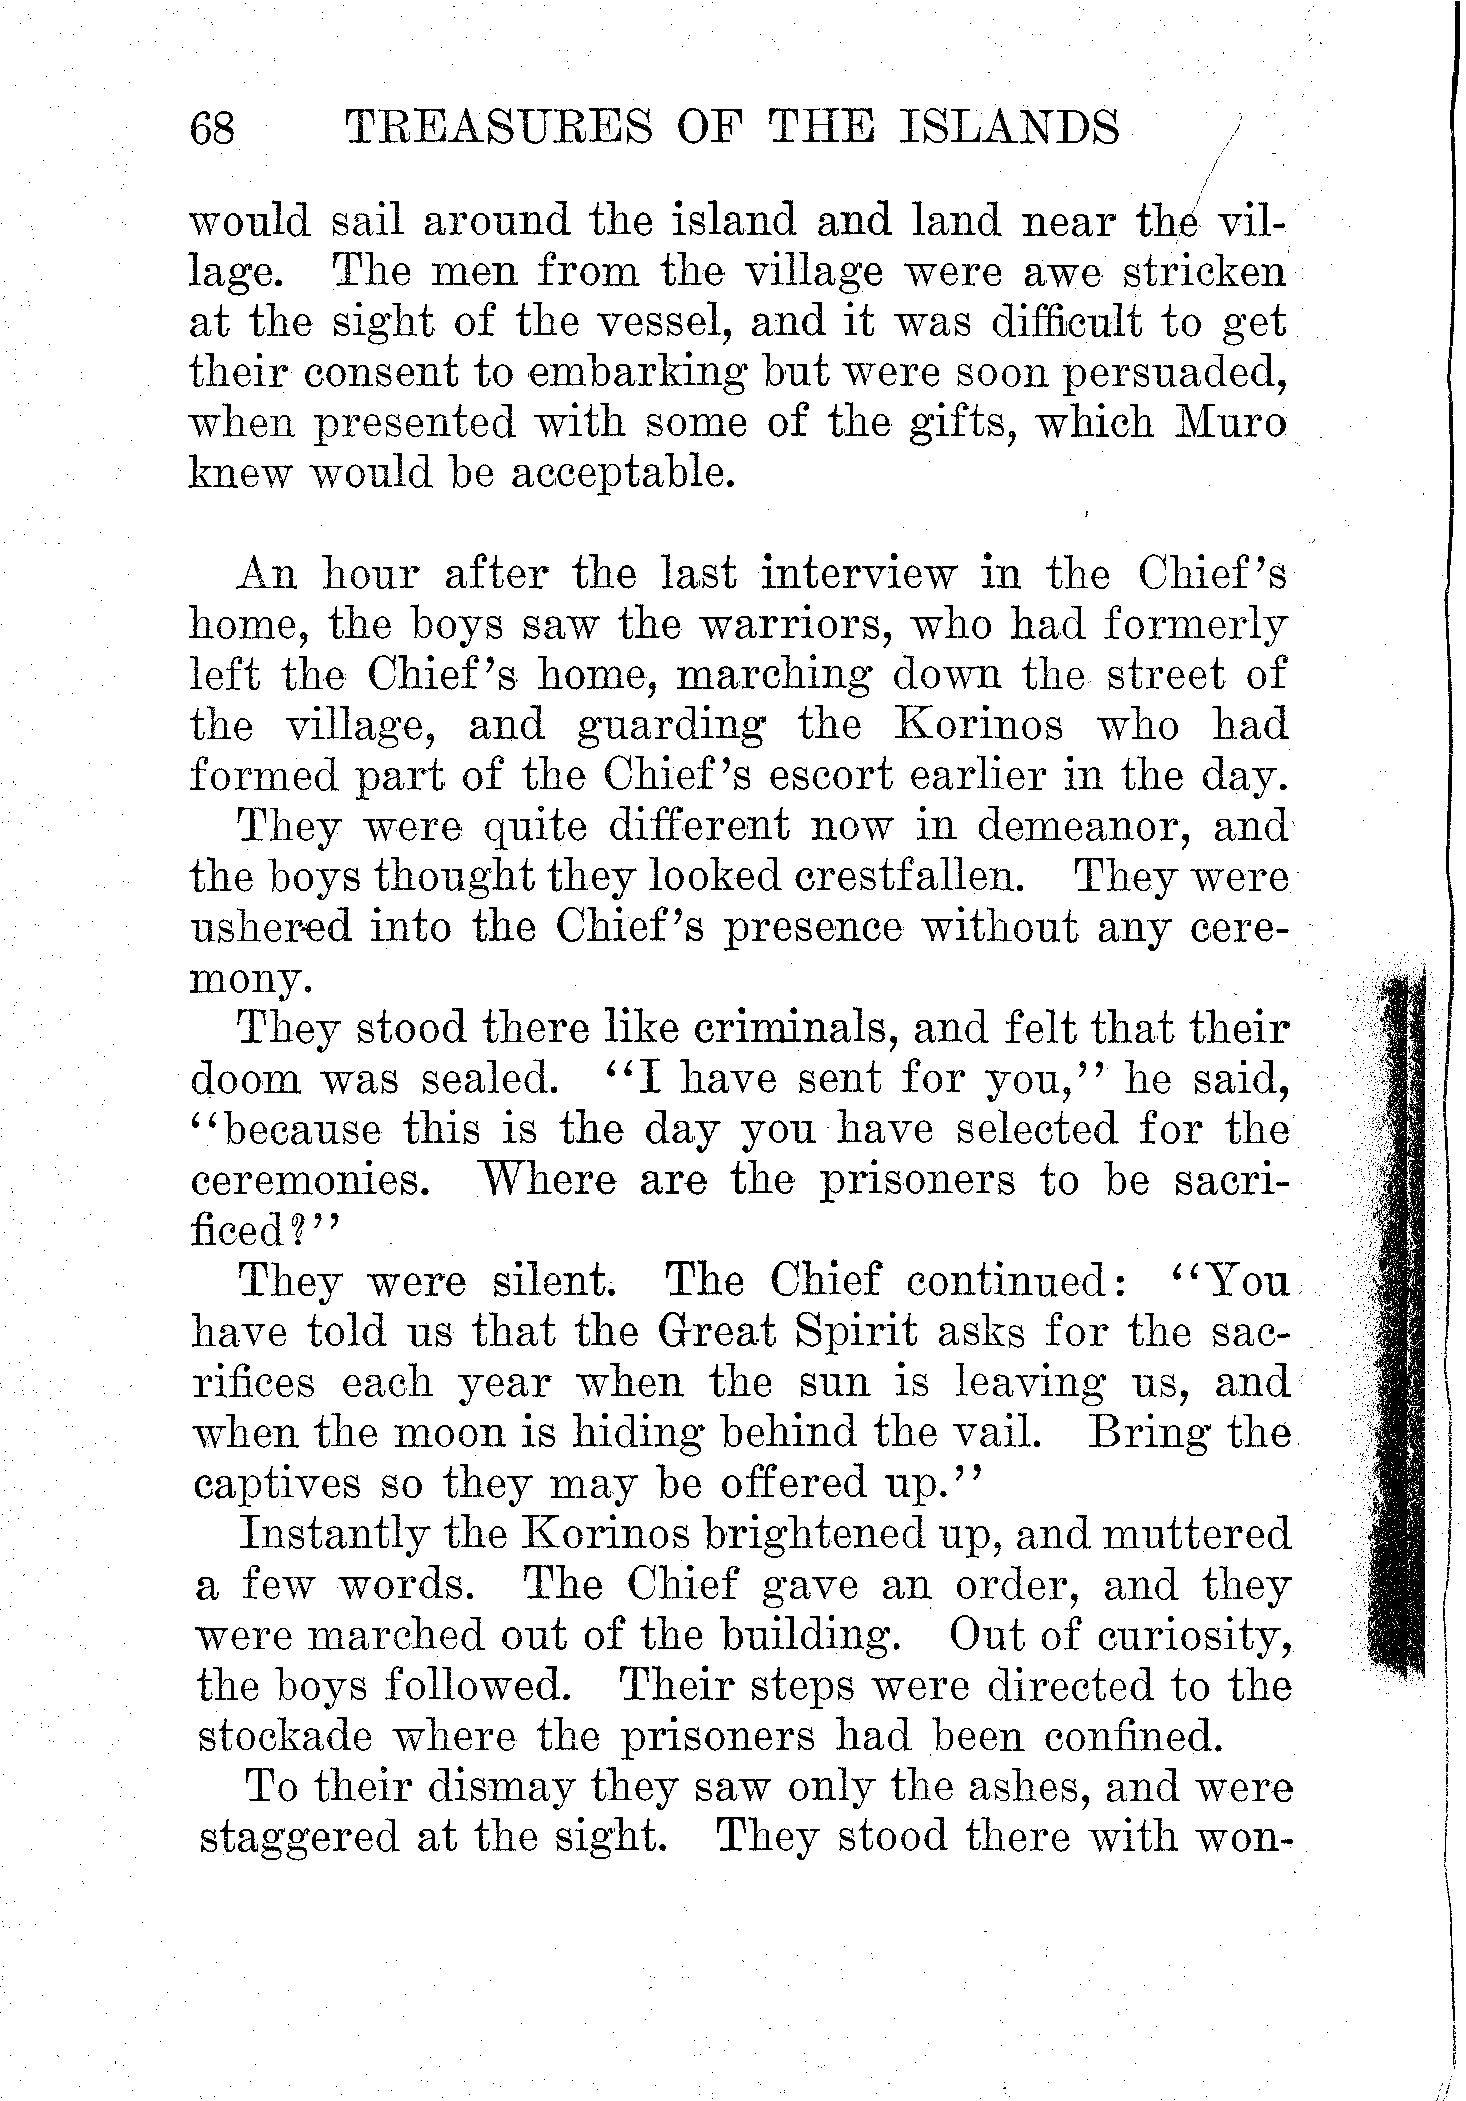 68 TREASURES OF THE ISLANDS
would sail around the island and land near the vil-
lage. The men from the village were awe stricken
at the sight of the vessel, and it was difficult to get
their consent to embarking but were soon persuaded,
when presented with some of the gifts, which Muro
knew would be acceptable.
An hour after the last interview in the Chief's
home, the boys saw the warriors, who had formerly
left the Chief's home, marching down the street of
the village, and guarding the Korinos who had
formed part of the Chief's escort earlier in the day.
They were quite different now in demeanor, and
the boys thought they looked crestfallen. They were
ushered into the Chief's presence without any cere-
mony.
They stood there like criminals, and felt that their
doom was sealed. "I have sent for you," he said,
"because this is the day you have selected for the
ceremonies. Where are the prisoners to be sacri-
ficed?"
They were silent. The Chief continued: "You
have told us that the Great Spirit asks for the sac-
rifices each year when the sun is leaving us, and
when the moon is hiding behind the vail. Bring the
captives so they may be offered up."
Instantly the Korinos brightened up, and muttered
a few words. The Chief gave an order, and they
were marched out of the building. Out of curiosity,
the boys followed. Their steps were directed to the
stockade where the prisoners had been confined.
To their dismay they saw only the ashes, and were
staggered at the sight. They stood there with won-